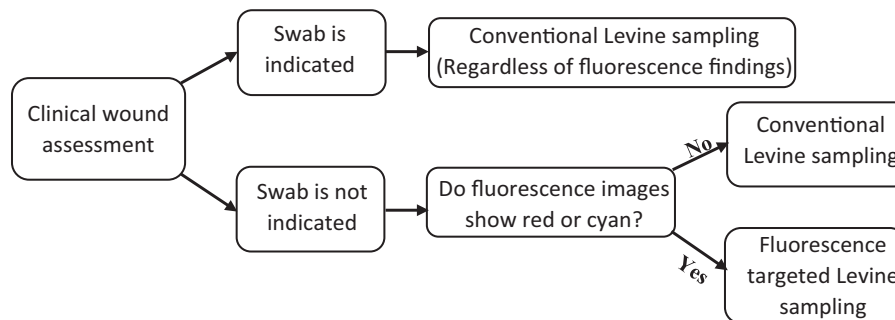 Swab is
indicated
Conventional Levine sampling
(Regardless of fluorescence findings)
Clinical wound
assessment
Swab is not
indicated
Do fluorescence images
show red or cyan?
No
Conventional
Levine sampling
Yes
Fluorescence
targeted Levine
sampling